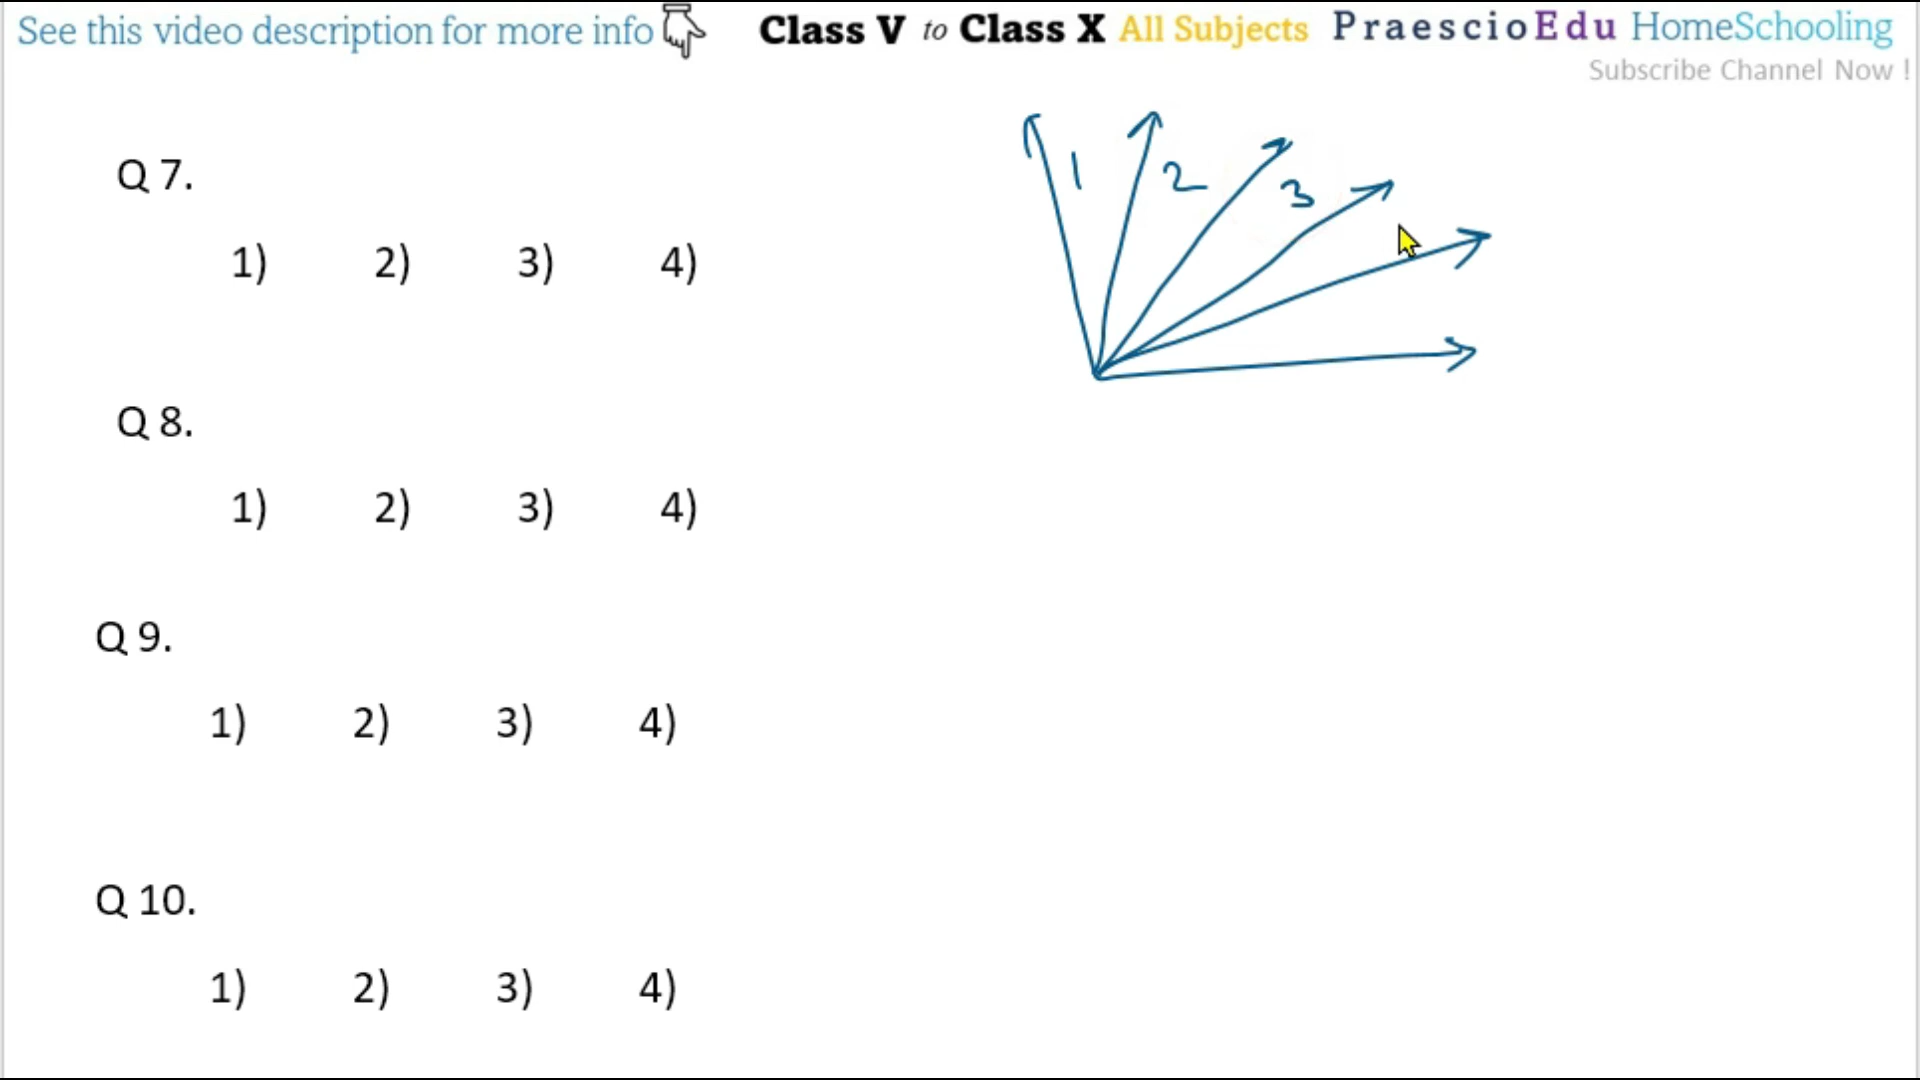 See this video description for more info Class V to Class X All Subjects PraescioEdu HomeSchooling
Subscribe Channel Now !
1 2 3
Q 7.
1) 2) 3) 4)
Q 8.
1) 2) 3) 4)
Q 9.
1) 2) 3) 4)
Q 10.
1) 2) 3) 4)